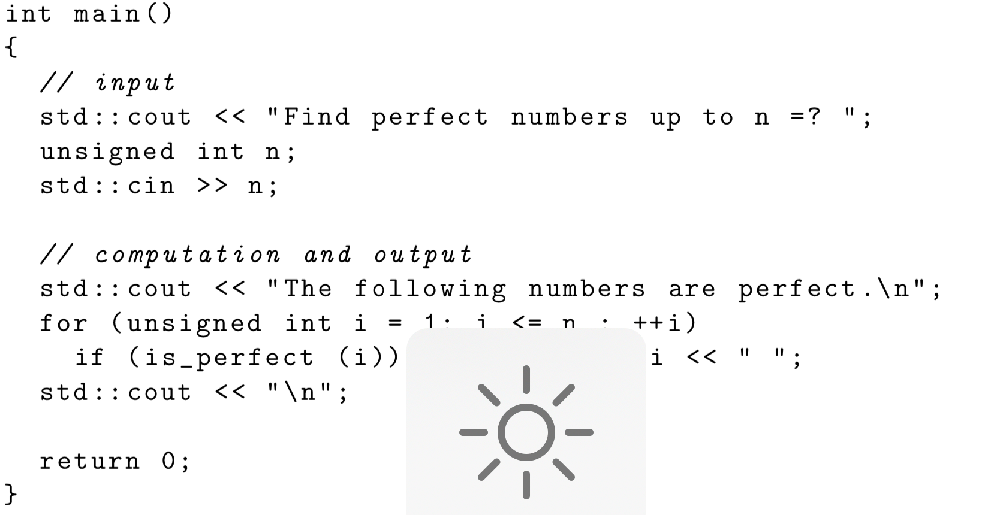 int main()
{
// input
std::cout << "Find perfect numbers up to n =? ";
unsigned int n;
std::cin >> n;
// computation and output
std::cout << "The following numbers are perfect.\n";
for (unsigned int i = 1; i <= n ; ++i)
if (is_perfect (i)) i << " ";
std::cout << "\n";
return 0;
}